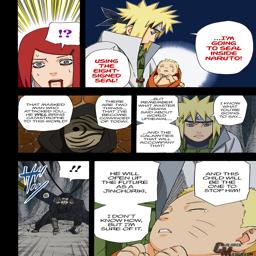 !?
...I'M
GOING
TO SEAL
INSIDE
NARUTO!
USING
THE
EIGHT-
SIGNED
SEAL!
I KNOW
WHAT
YOU'RE
GOING
TO SAY...
...BUT
REMEMBER
WHAT MASTER
JIRAIYA SAID
ABOUT WORLD
UPHEAVAL...
...AND THE
CALAMITIES
THAT WILL
ACCOMPANY
THAT!
THERE ARE
TWO THINGS
THAT I'VE
BECOME
CONVINCED
OF TODAY.
THAT MASKED
MAN WHO
ATTACKED YOU...
HE WILL BRING
CATASTROPHE TO
THIS WORLD!
AND THIS
CHILD WILL
BE THE
ONE TO
STOP HIM!
HE WILL
OPEN UP
THE FUTURE
AS A
JINCHURIKI.
I DON'T
KNOW HOW,
BUT I'M
SURE OF IT.
!!